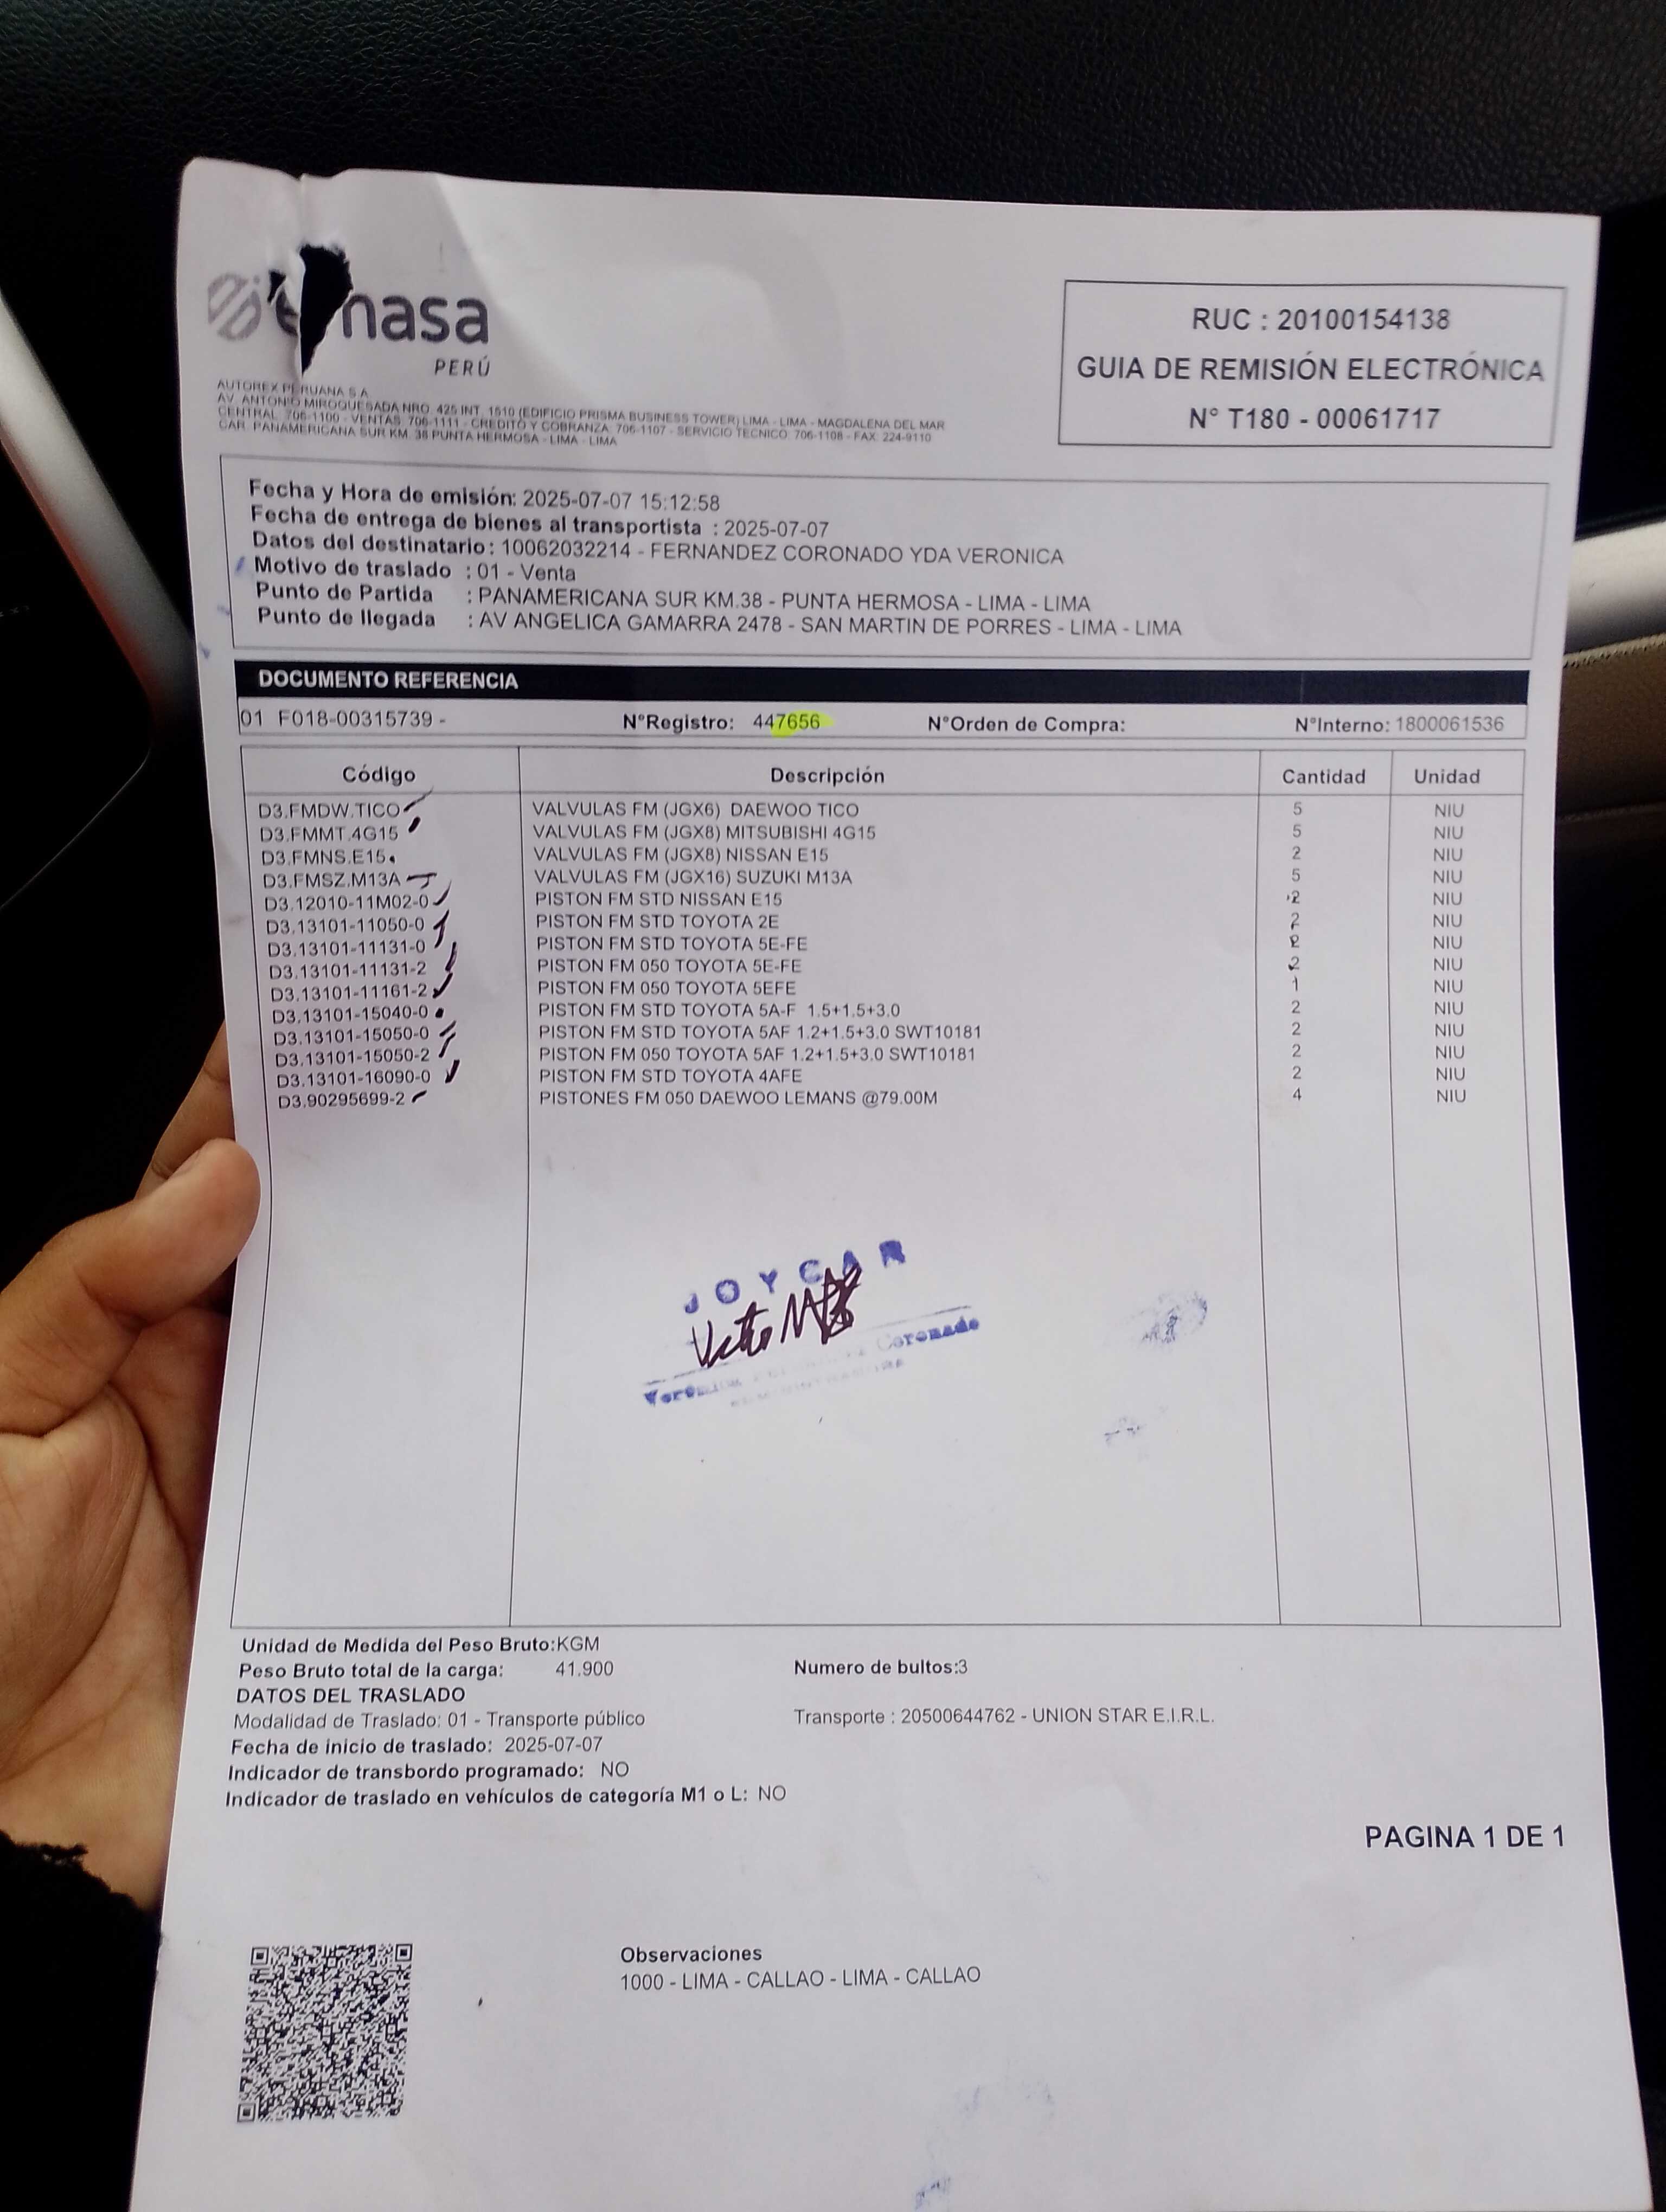 nasa
PERÚ
AUTOREX PERUANA S.A
AV. ANTONIO MIROQUESADA NRO. 425 INT. 1510 (EDIFICIO PRISMA BUSINESS TOWER) LIMA - LIMA - MAGDALENA DEL MAR
CENTRAL. 706-1100 - VENTAS: 706-1111 - CREDITO Y COBRANZA: 706-1107 - SERVICIO TECNICO: 706-1108 - FAX: 224-9110
CAR. PANAMERICANA SUR KM. 38 PUNTA HERMOSA - LIMA - LIMA
RUC : 20100154138
GUIA DE REMISIÓN ELECTRÓNICA
N° T180 - 00061717
Fecha y Hora de emisión: 2025-07-07 15:12:58
Fecha de entrega de bienes al transportista : 2025-07-07
Datos del destinatario : 10062032214 - FERNANDEZ CORONADO YDA VERONICA
Motivo de traslado : 01 - Venta
Punto de Partida : PANAMERICANA SUR KM.38 - PUNTA HERMOSA - LIMA - LIMA
Punto de llegada : AV ANGELICA GAMARRA 2478 - SAN MARTIN DE PORRES - LIMA - LIMA
DOCUMENTO REFERENCIA
01 F018-00315739 - N°Registro: 447656 N°Orden de Compra: N°Interno: 1800061536
Código Descripción Cantidad Unidad
D3.FMDW.TICO VALVULAS FM (JGX6) DAEWOO TICO 5 NIU
D3.FMMT.4G15 VALVULAS FM (JGX8) MITSUBISHI 4G15 5 NIU
D3.FMNS.E15 VALVULAS FM (JGX8) NISSAN E15 2 NIU
D3.FMSZ.M13A VALVULAS FM (JGX16) SUZUKI M13A 5 NIU
D3.12010-11M02-0 PISTON FM STD NISSAN E15 2 NIU
D3.13101-11050-0 PISTON FM STD TOYOTA 2E 2 NIU
D3.13101-11131-0 PISTON FM STD TOYOTA 5E-FE 2 NIU
D3.13101-11131-2 PISTON FM 050 TOYOTA 5E-FE 2 NIU
D3.13101-11161-2 PISTON FM 050 TOYOTA 5EFE 1 NIU
D3.13101-15040-0 PISTON FM STD TOYOTA 5A-F 1.5+1.5+3.0 2 NIU
D3.13101-15050-0 PISTON FM STD TOYOTA 5AF 1.2+1.5+3.0 SWT10181 2 NIU
D3.13101-15050-2 PISTON FM 050 TOYOTA 5AF 1.2+1.5+3.0 SWT10181 2 NIU
D3.13101-16090-0 PISTON FM STD TOYOTA 4AFE 2 NIU
D3.90295699-2 PISTONES FM 050 DAEWOO LEMANS @79.00M 4 NIU
JOYCAR
Coronado
Unidad de Medida del Peso Bruto:KGM
Peso Bruto total de la carga: 41.900 Numero de bultos:3
DATOS DEL TRASLADO
Modalidad de Traslado: 01 - Transporte público Transporte : 20500644762 - UNION STAR E.I.R.L.
Fecha de inicio de traslado: 2025-07-07
Indicador de transbordo programado: NO
Indicador de traslado en vehículos de categoría M1 o L: NO
PAGINA 1 DE 1
Observaciones
1000 - LIMA - CALLAO - LIMA - CALLAO